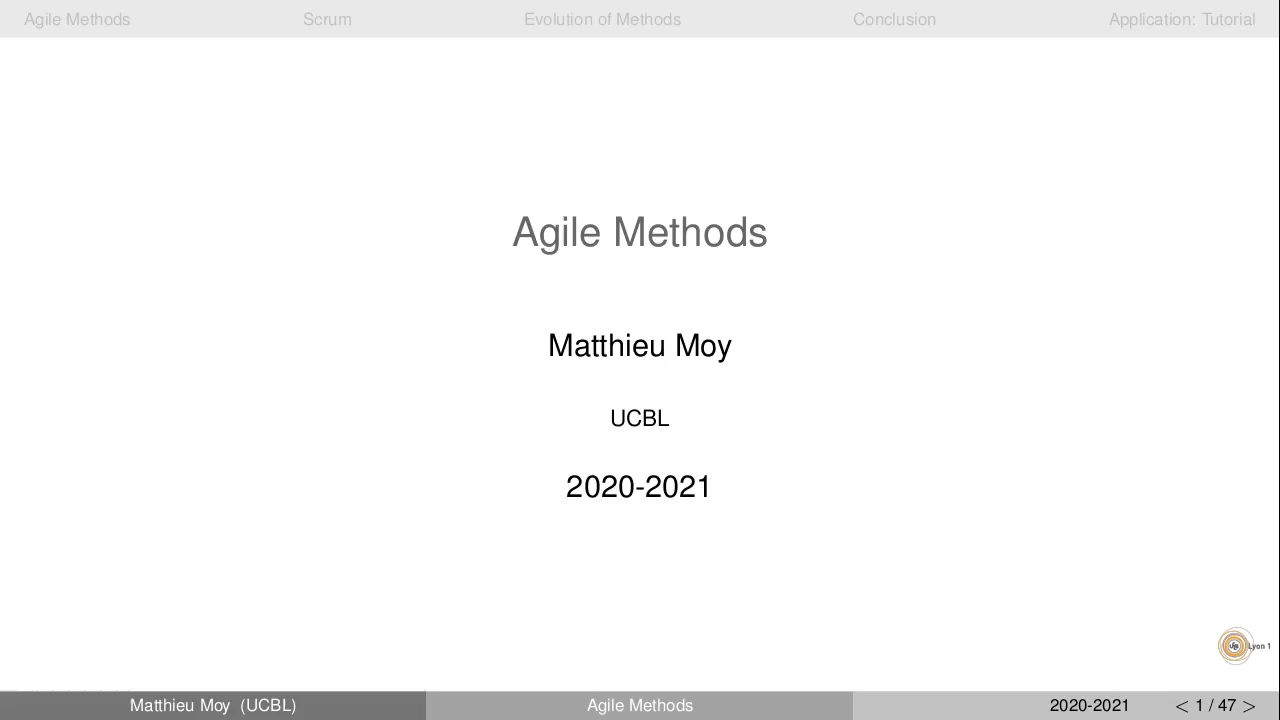 Agile Methods Scrum Evolution of Methods Conclusion Application: Tutorial
Agile Methods
Matthieu Moy
UCBL
2020-2021
Lyon 1
Matthieu Moy (UCBL) Agile Methods 2020-2021 < 1 / 47 >